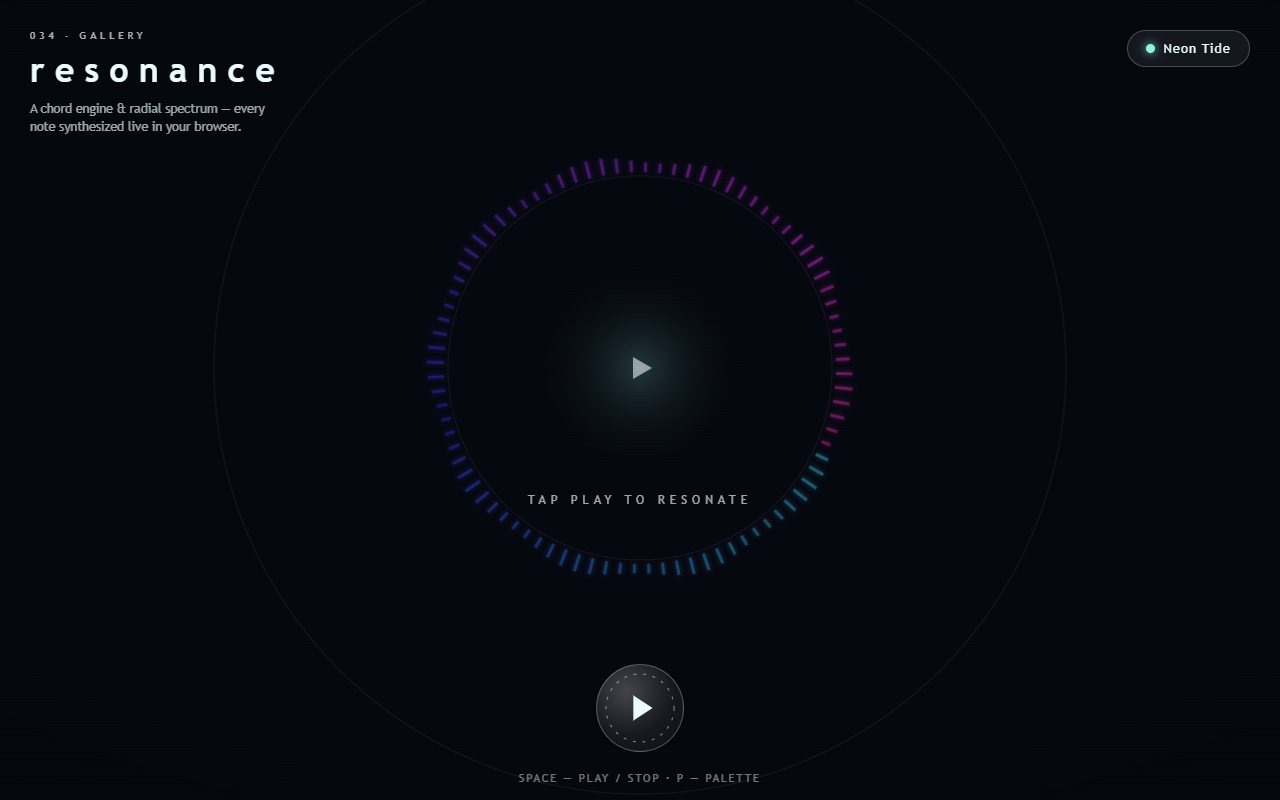 034 - GALLERY
Neon Tide
resonance
A chord engine & radial spectrum — every
note synthesized live in your browser.
TAP PLAY TO RESONATE
SPACE — PLAY / STOP · P — PALETTE